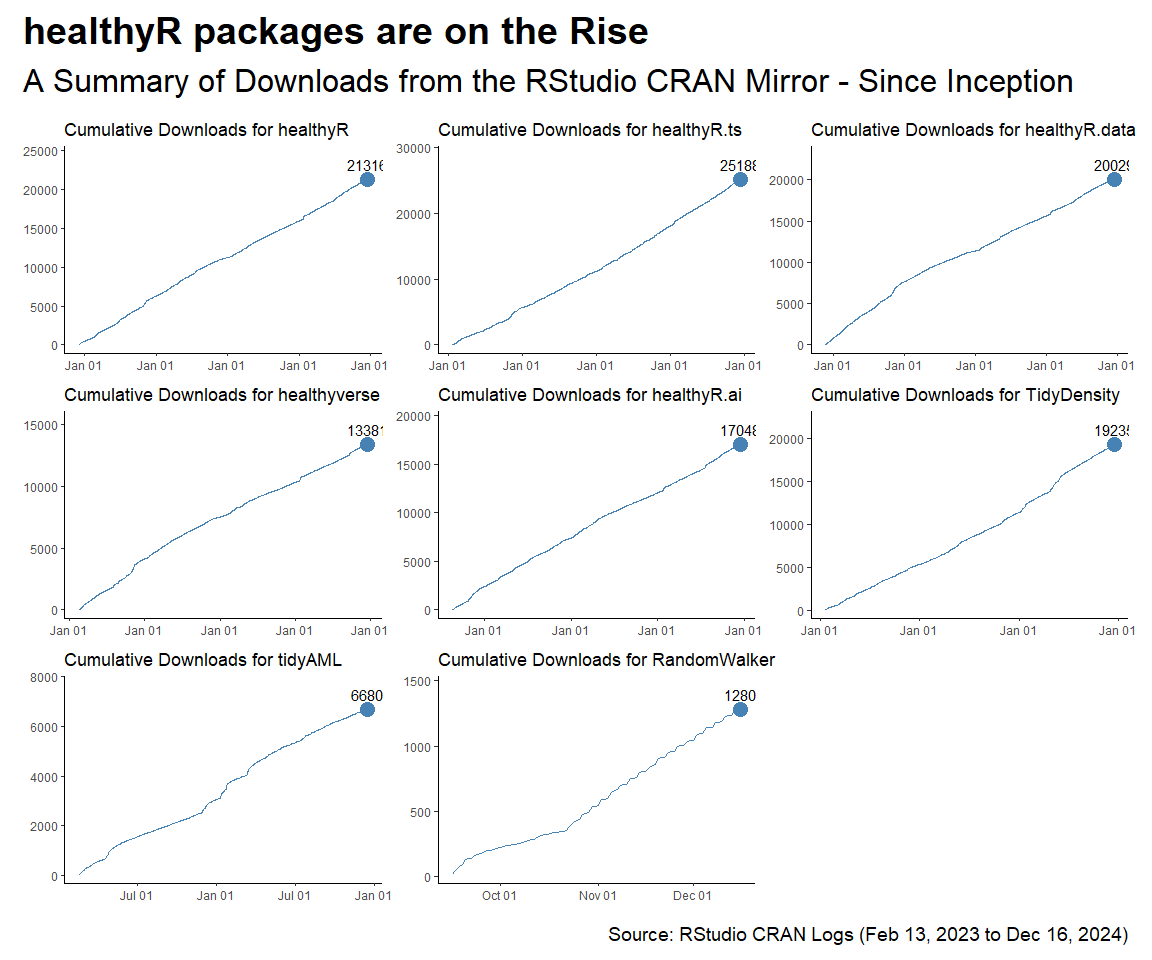 healthyR packages are on the Rise
A Summary of Downloads from the RStudio CRAN Mirror - Since Inception
Cumulative Downloads for healthyR
25000
20000
15000
10000
5000
0
21316
Jan 01 Jan 01 Jan 01 Jan 01 Jan 01
Cumulative Downloads for healthyR.ts
30000
20000
10000
0
25188
Jan 01 Jan 01 Jan 01 Jan 01 Jan 01
Cumulative Downloads for healthyR.data
20000
15000
10000
5000
0
20029
Jan 01 Jan 01 Jan 01 Jan 01 Jan 01
Cumulative Downloads for healthyverse
15000
10000
5000
0
13381
Jan 01 Jan 01 Jan 01 Jan 01 Jan 01
Cumulative Downloads for healthyR.ai
20000
15000
10000
5000
0
17048
Jan 01 Jan 01 Jan 01 Jan 01
Cumulative Downloads for TidyDensity
20000
15000
10000
5000
0
19235
Jan 01 Jan 01 Jan 01 Jan 01
Cumulative Downloads for tidyAML
8000
6000
4000
2000
0
6680
Jul 01 Jan 01 Jul 01 Jan 01
Cumulative Downloads for RandomWalker
1500
1000
500
0
1280
Oct 01 Nov 01 Dec 01
Source: RStudio CRAN Logs (Feb 13, 2023 to Dec 16, 2024)